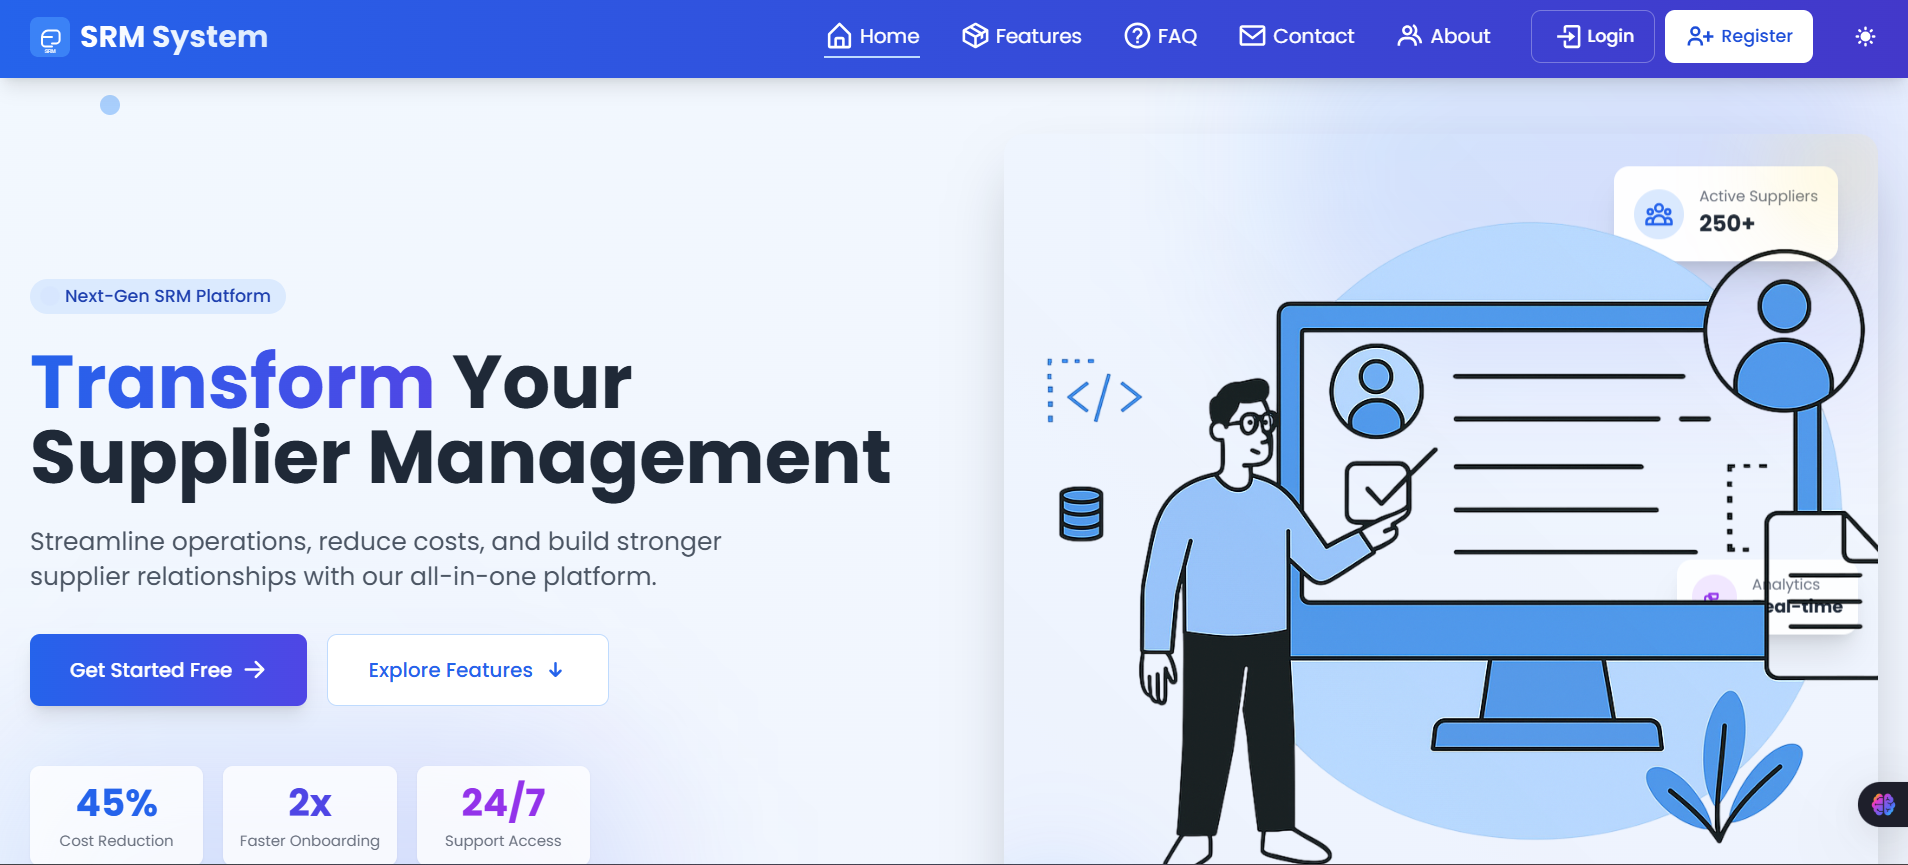 SRM
SRM System
Home
Features
FAQ
Contact
About
Login
Register
Next-Gen SRM Platform
Transform Your
Supplier Management
Streamline operations, reduce costs, and build stronger
supplier relationships with our all-in-one platform.
Get Started Free
Explore Features
45%
Cost Reduction
2x
Faster Onboarding
24/7
Support Access
Active Suppliers
250+
</>
Analytics
Real-time